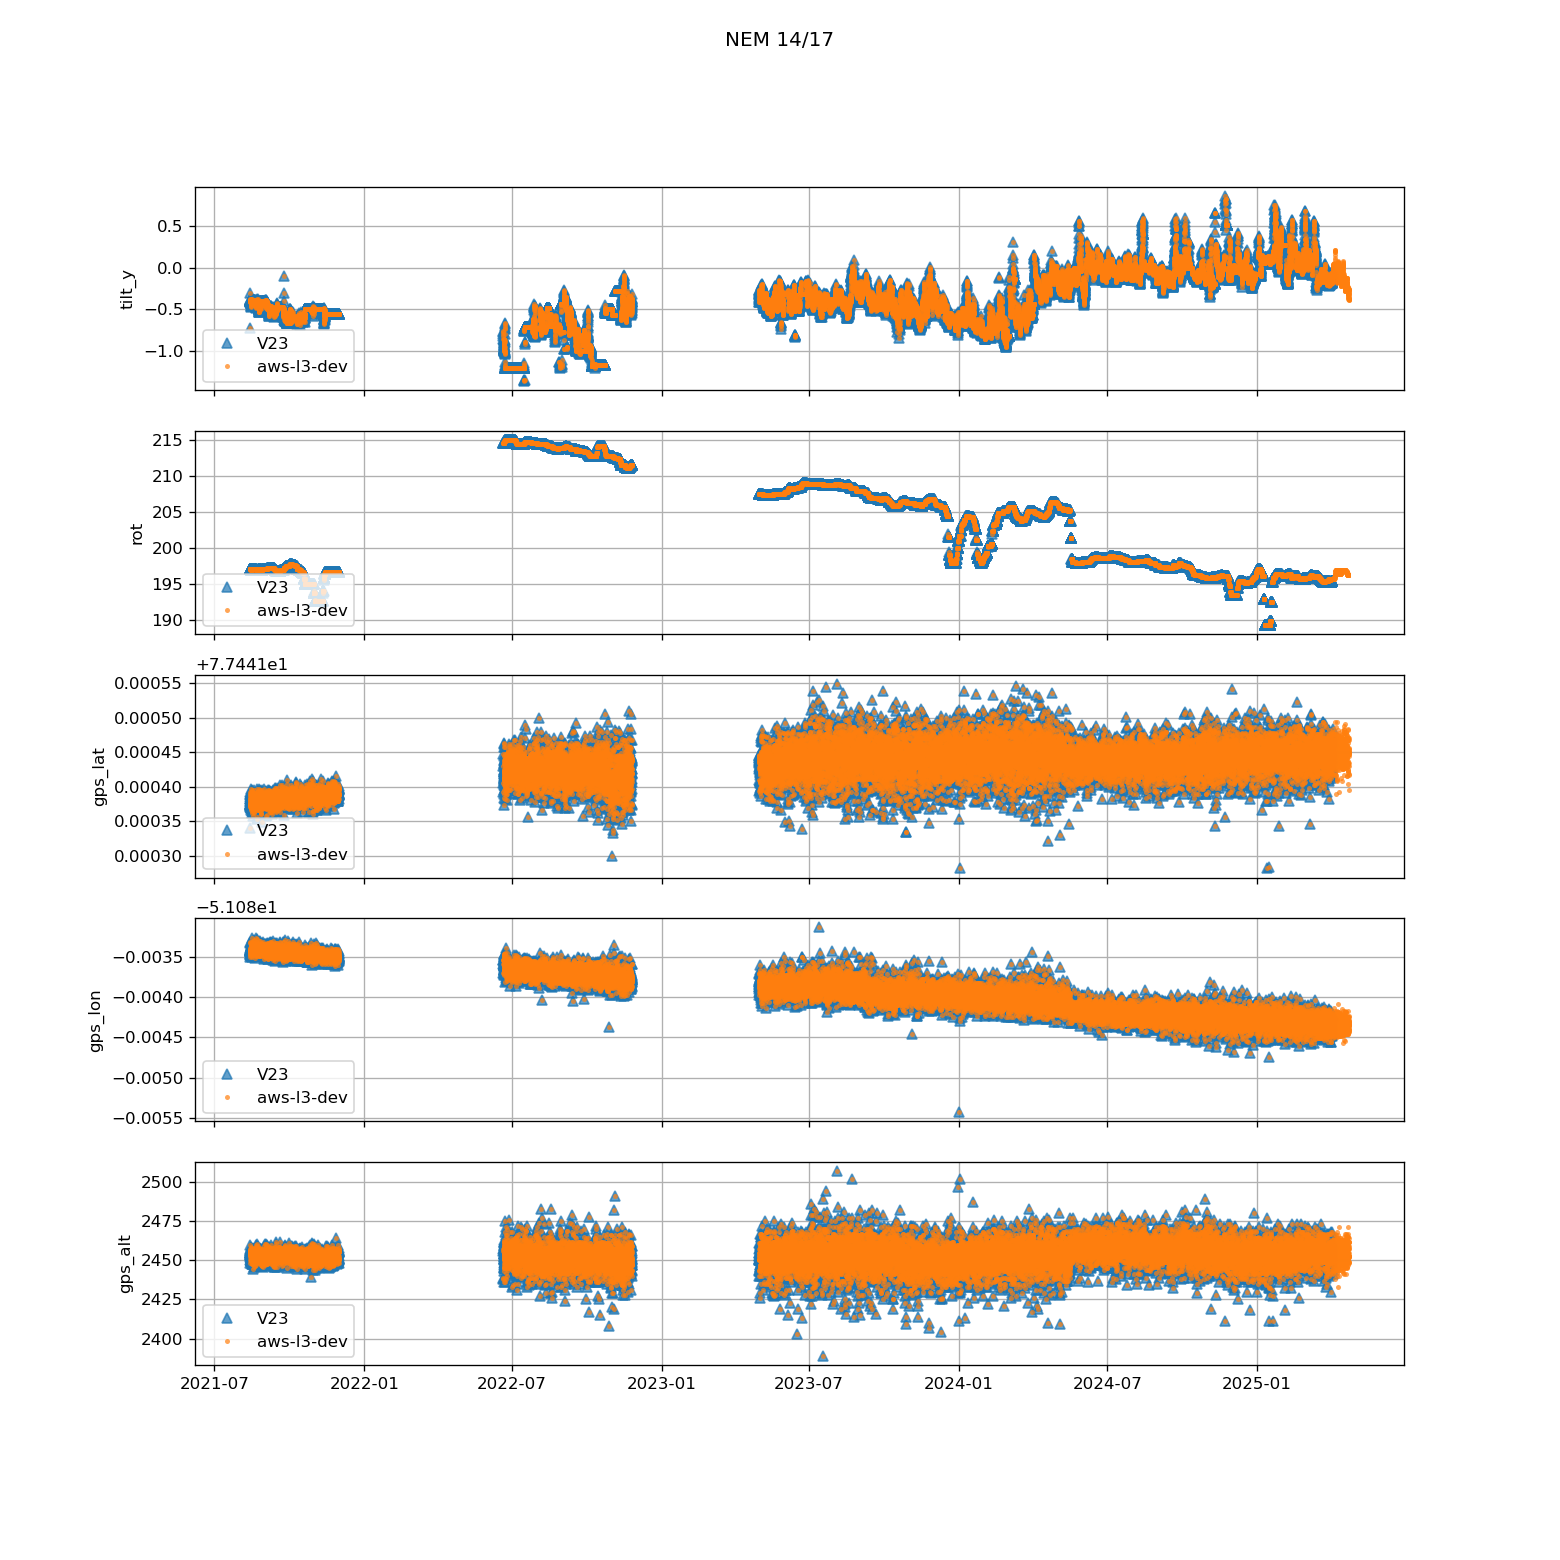 NEM 14/17
tilt_y
0.5
0.0
−0.5
−1.0
V23
aws-l3-dev
rot
215
210
205
200
195
190
V23
aws-l3-dev
+7.7441e1
gps_lat
0.00055
0.00050
0.00045
0.00040
0.00035
0.00030
V23
aws-l3-dev
−5.108e1
gps_lon
−0.0035
−0.0040
−0.0045
−0.0050
−0.0055
V23
aws-l3-dev
gps_alt
2500
2475
2450
2425
2400
V23
aws-l3-dev
2021-07 2022-01 2022-07 2023-01 2023-07 2024-01 2024-07 2025-01